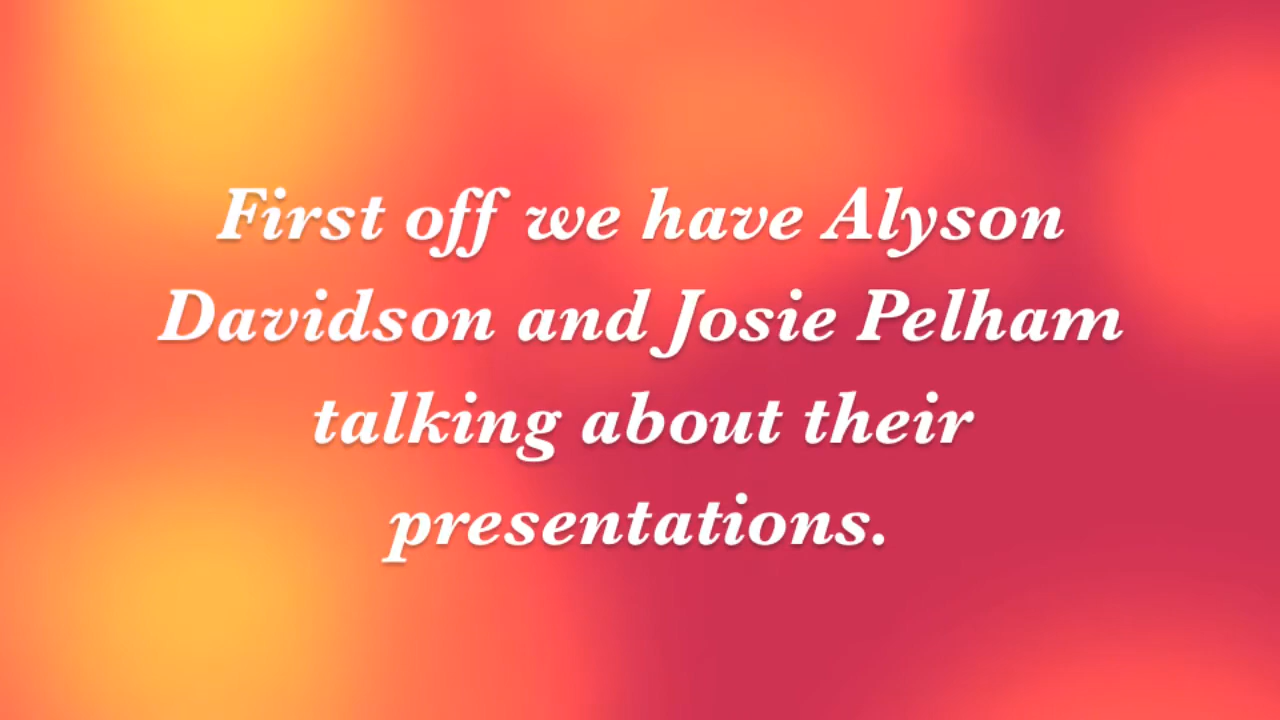 First off we have Alyson
Davidson and Josie Pelham
talking about their
presentations.